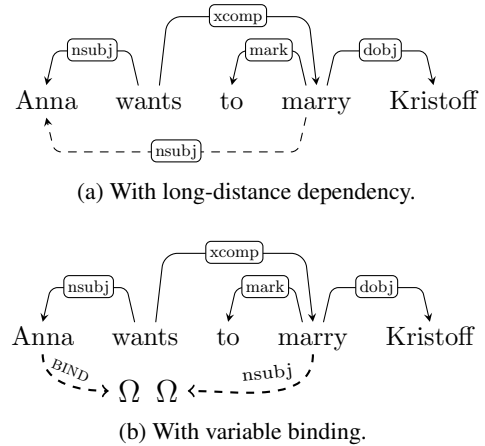 xcomp
nsubj mark dobj
Anna wants to marry Kristoff
nsubj
(a) With long-distance dependency.
xcomp
nsubj mark dobj
Anna wants to marry Kristoff
BIND Ω Ω nsubj
(b) With variable binding.